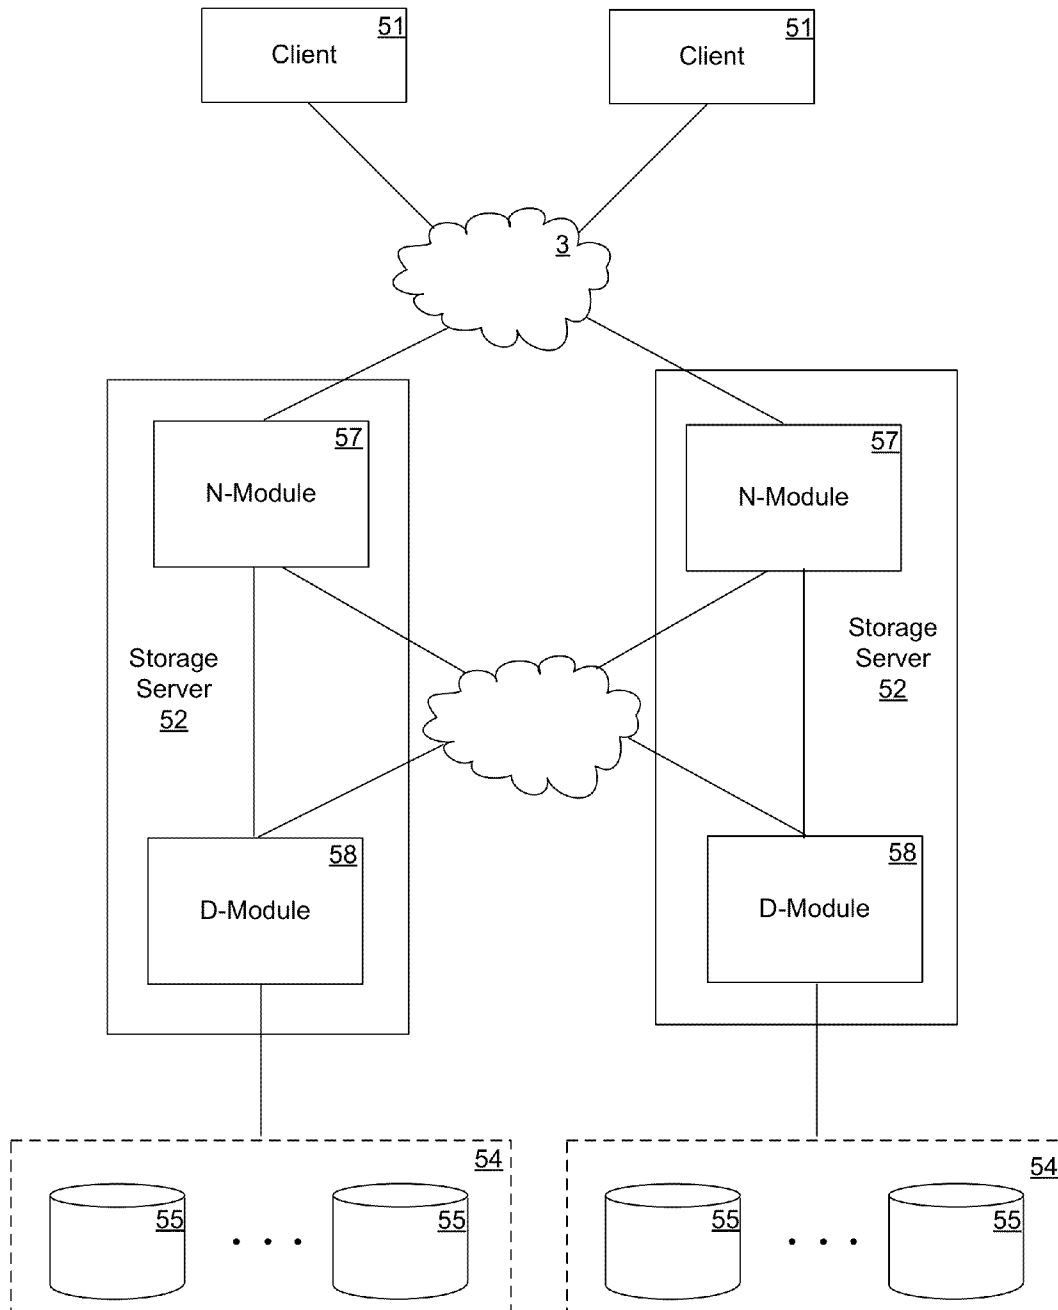 51
Client
51
Client
3
57
N-Module
57
N-Module
Storage
Server
52
Storage
Server
52
58
D-Module
58
D-Module
54
55
. . .
55
54
55
. . .
55